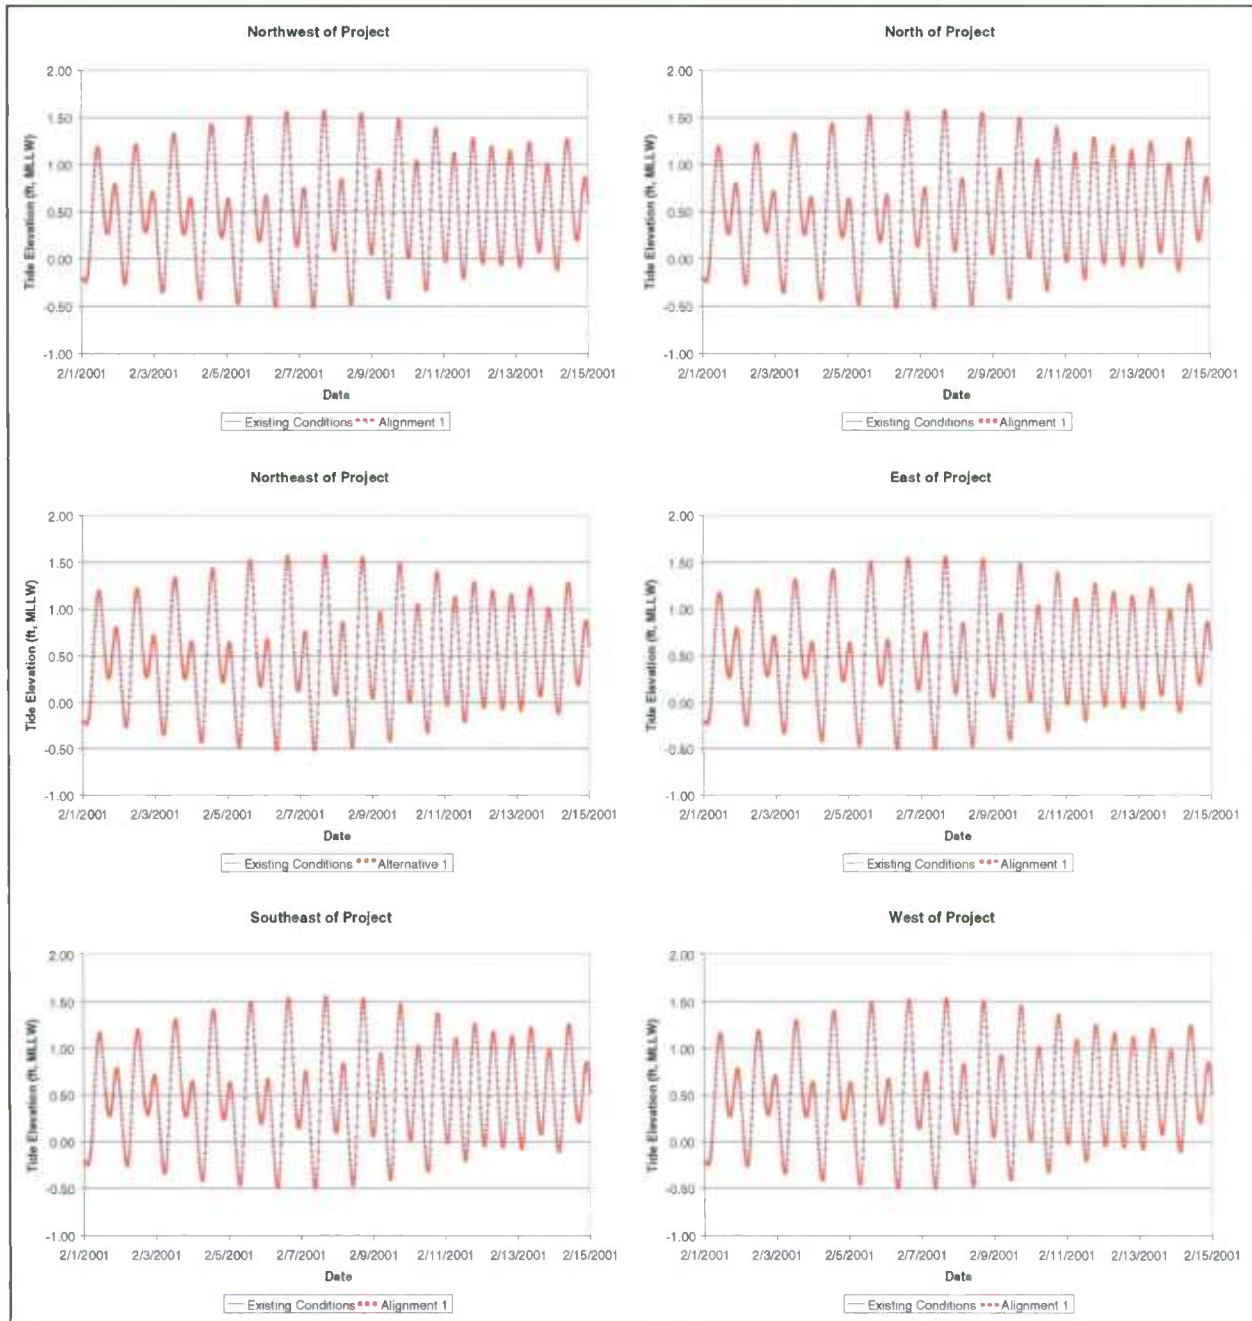 Northwest of Project
Tide Elevation (ft, MLLW)
2.00
1.50
1.00
0.50
0.00
-0.50
-1.00
2/1/2001 2/3/2001 2/5/2001 2/7/2001 2/9/2001 2/11/2001 2/13/2001 2/15/2001
Date
Existing Conditions Alignment 1
North of Project
Tide Elevation (ft, MLLW)
2.00
1.50
1.00
0.50
0.00
-0.50
-1.00
2/1/2001 2/3/2001 2/5/2001 2/7/2001 2/9/2001 2/11/2001 2/13/2001 2/15/2001
Date
Existing Conditions Alignment 1
Northeast of Project
Tide Elevation (ft, MLLW)
2.00
1.50
1.00
0.50
0.00
-0.50
-1.00
2/1/2001 2/3/2001 2/5/2001 2/7/2001 2/9/2001 2/11/2001 2/13/2001 2/15/2001
Date
Existing Conditions Alternative 1
East of Project
Tide Elevation (ft, MLLW)
2.00
1.50
1.00
0.50
0.00
-0.50
-1.00
2/1/2001 2/3/2001 2/5/2001 2/7/2001 2/9/2001 2/11/2001 2/13/2001 2/15/2001
Date
Existing Conditions Alignment 1
Southeast of Project
Tide Elevation (ft, MLLW)
2.00
1.50
1.00
0.50
0.00
-0.50
-1.00
2/1/2001 2/3/2001 2/5/2001 2/7/2001 2/9/2001 2/11/2001 2/13/2001 2/15/2001
Date
Existing Conditions Alignment 1
West of Project
Tide Elevation (ft, MLLW)
2.00
1.50
1.00
0.50
0.00
-0.50
-1.00
2/1/2001 2/3/2001 2/5/2001 2/7/2001 2/9/2001 2/11/2001 2/13/2001 2/15/2001
Date
Existing Conditions Alignment 1